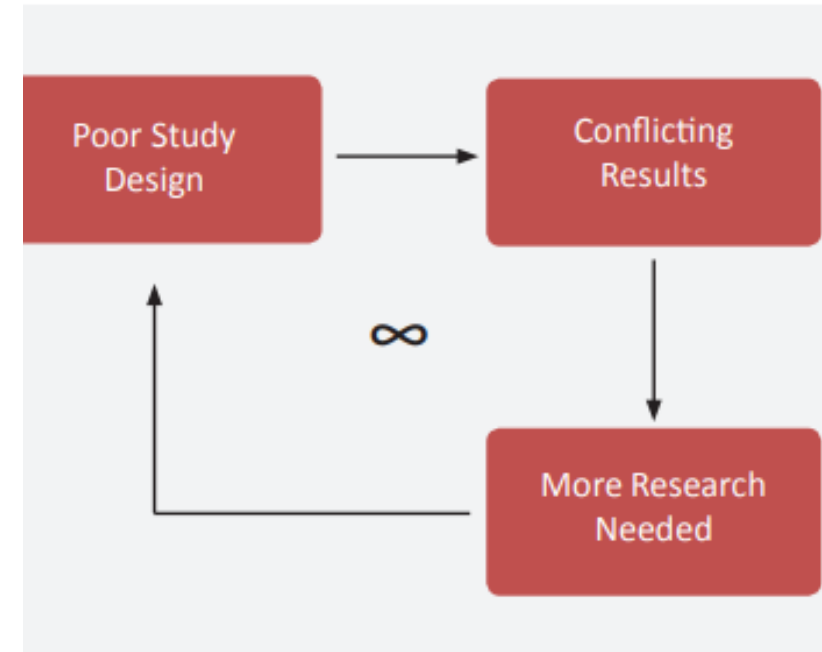 Poor Study
Design
Conflicting
Results
∞
More Research
Needed